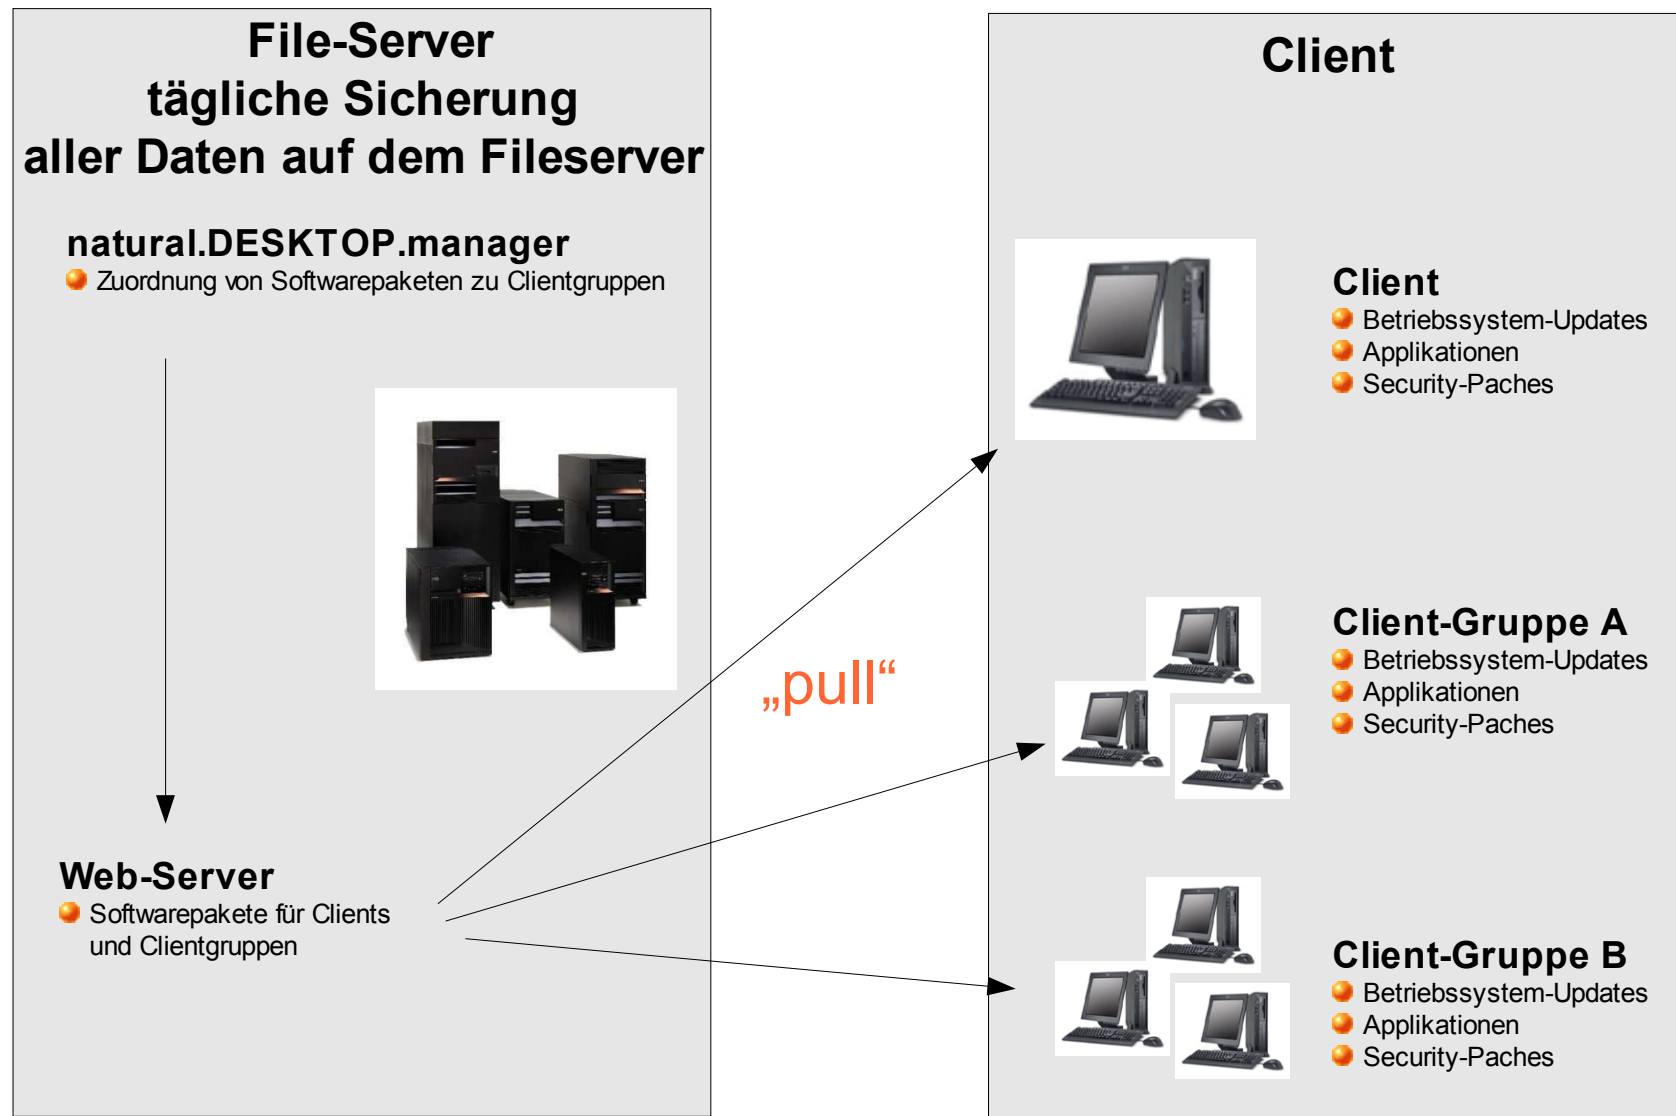 File-Server
tägliche Sicherung
aller Daten auf dem Fileserver
natural.DESKTOP.manager
Zuordnung von Softwarepaketen zu Clientgruppen
Web-Server
Softwarepakete für Clients
und Clientgruppen
„pull“
Client
Client
Betriebssystem-Updates
Applikationen
Security-Paches
Client-Gruppe A
Betriebssystem-Updates
Applikationen
Security-Paches
Client-Gruppe B
Betriebssystem-Updates
Applikationen
Security-Paches